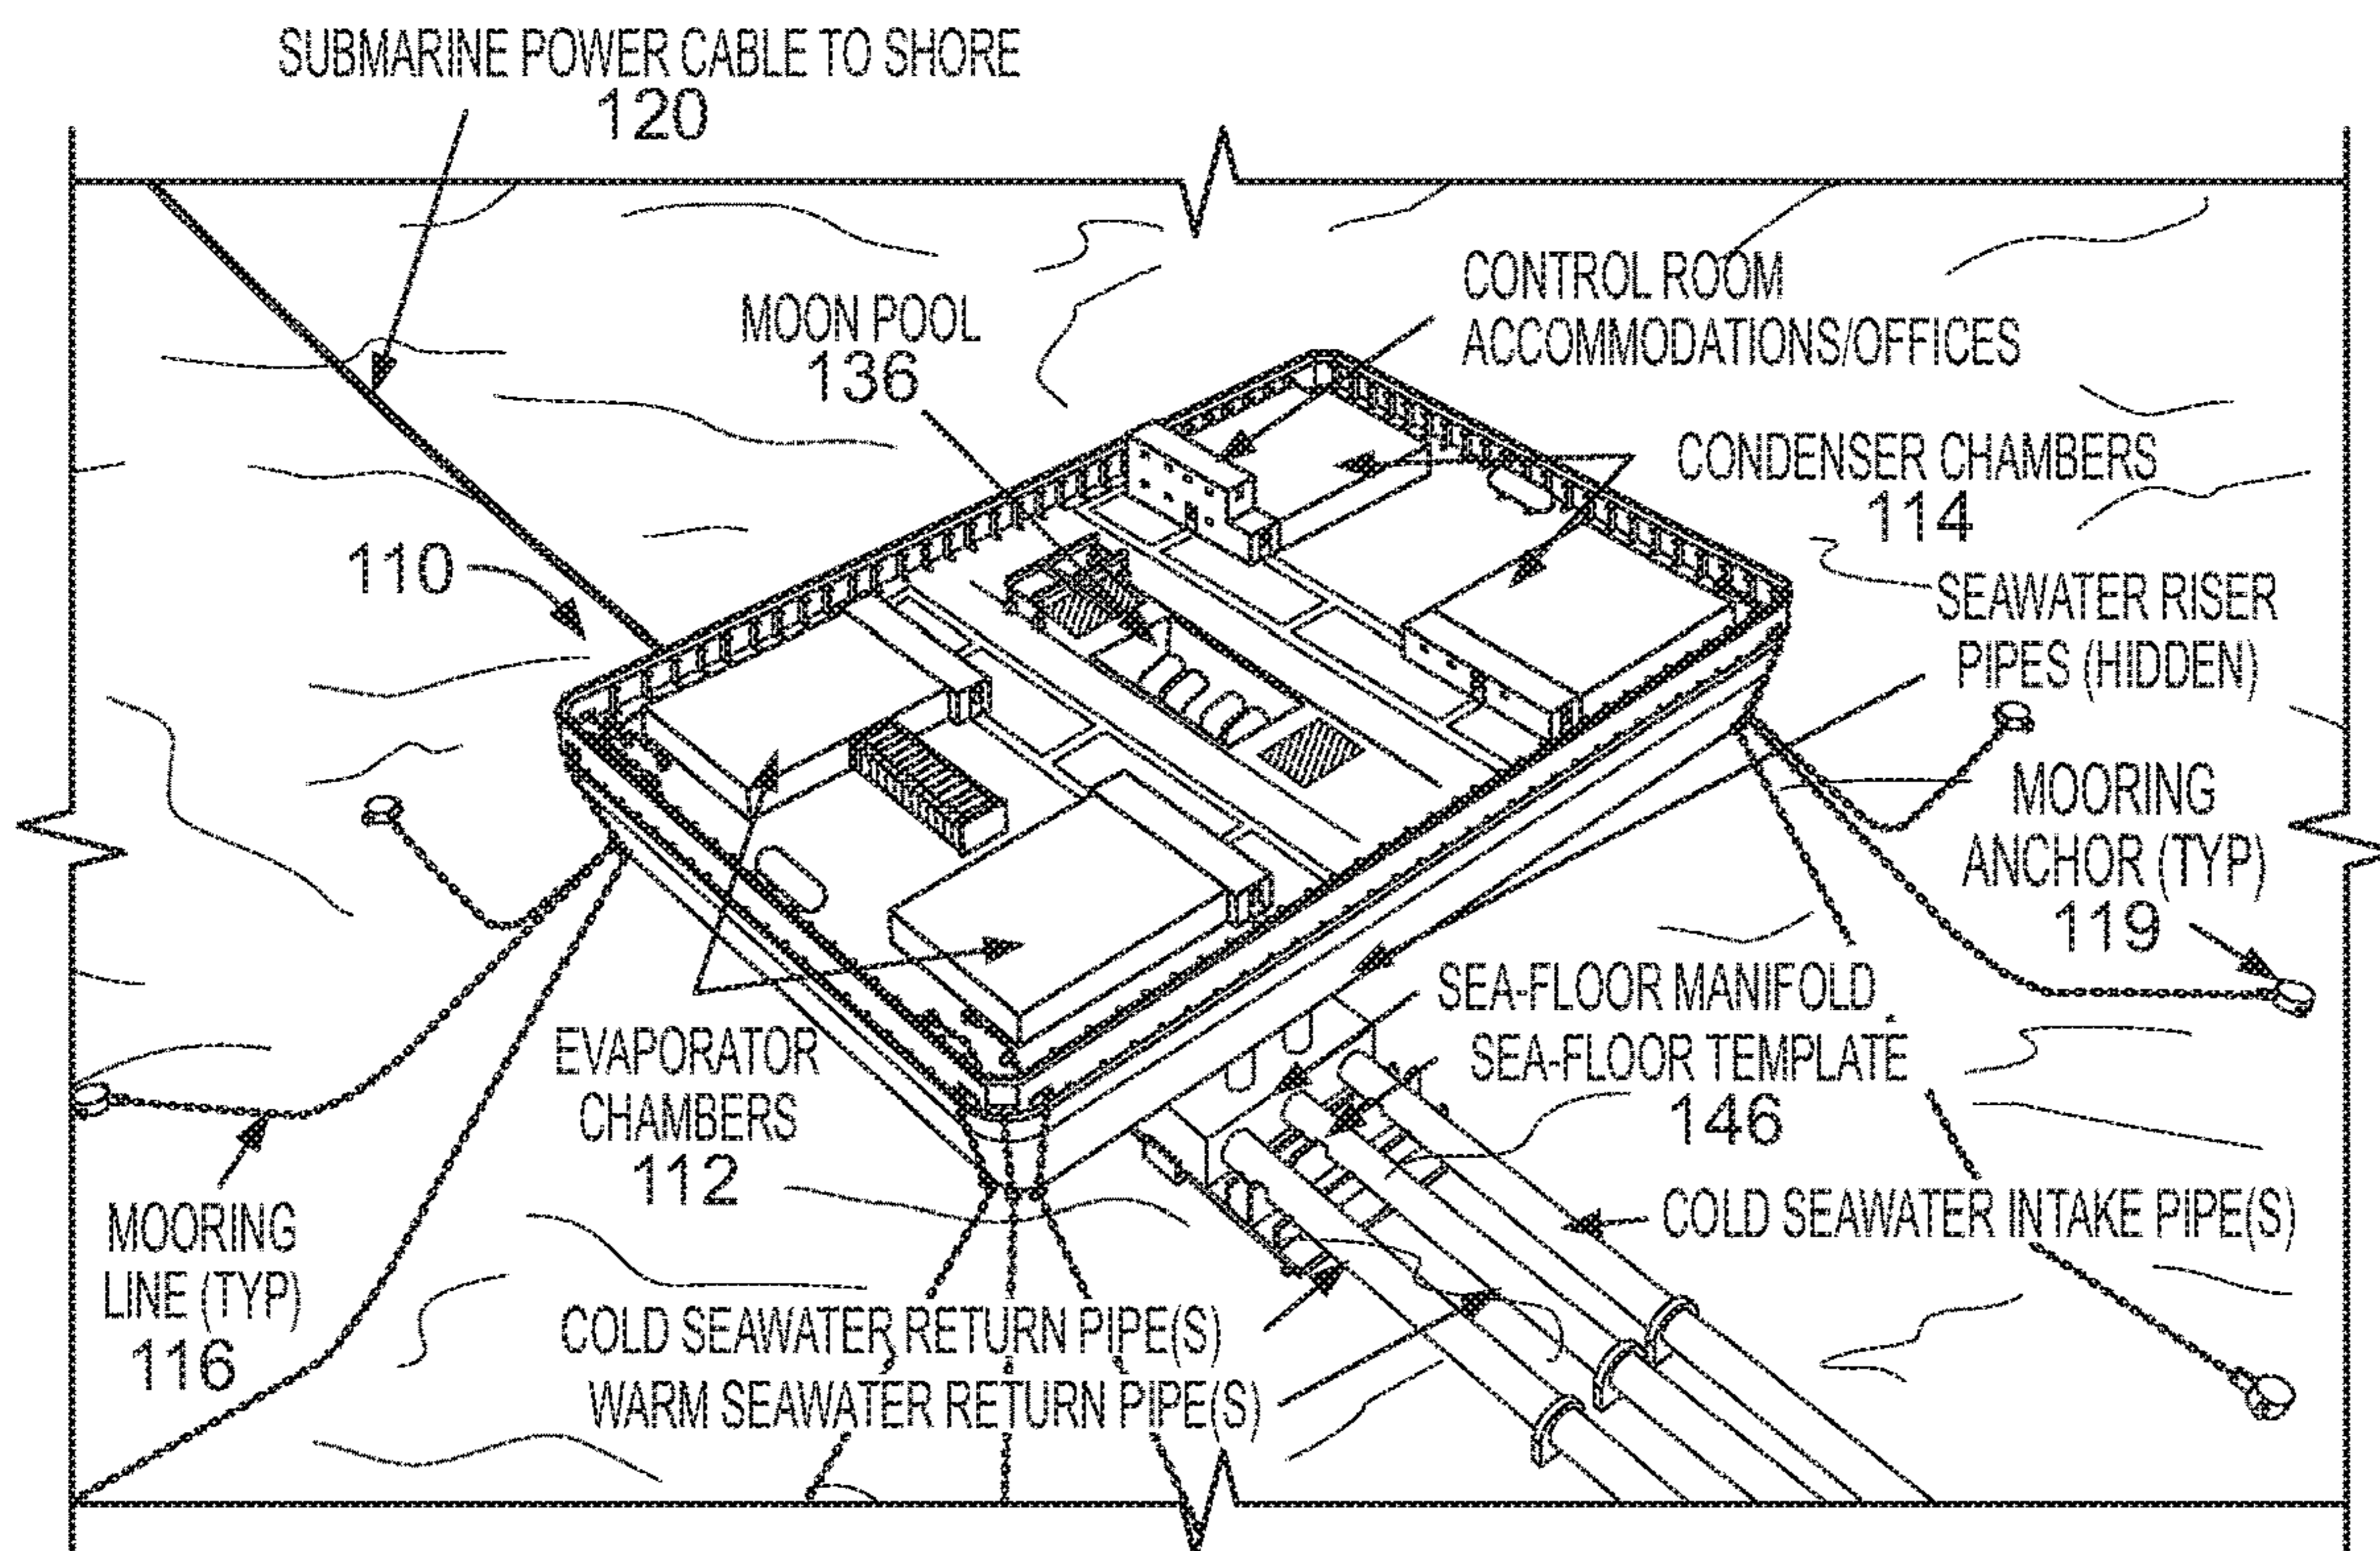 SUBMARINE POWER CABLE TO SHORE
120
MOON POOL
136
CONTROL ROOM
ACCOMMODATIONS/OFFICES
CONDENSER CHAMBERS
114
110
SEAWATER RISER
PIPES (HIDDEN)
MOORING
ANCHOR (TYP)
119
SEA-FLOOR MANIFOLD
SEA-FLOOR TEMPLATE
146
EVAPORATOR
CHAMBERS
112
MOORING
LINE (TYP)
116
COLD SEAWATER INTAKE PIPE(S)
COLD SEAWATER RETURN PIPE(S)
WARM SEAWATER RETURN PIPE(S)